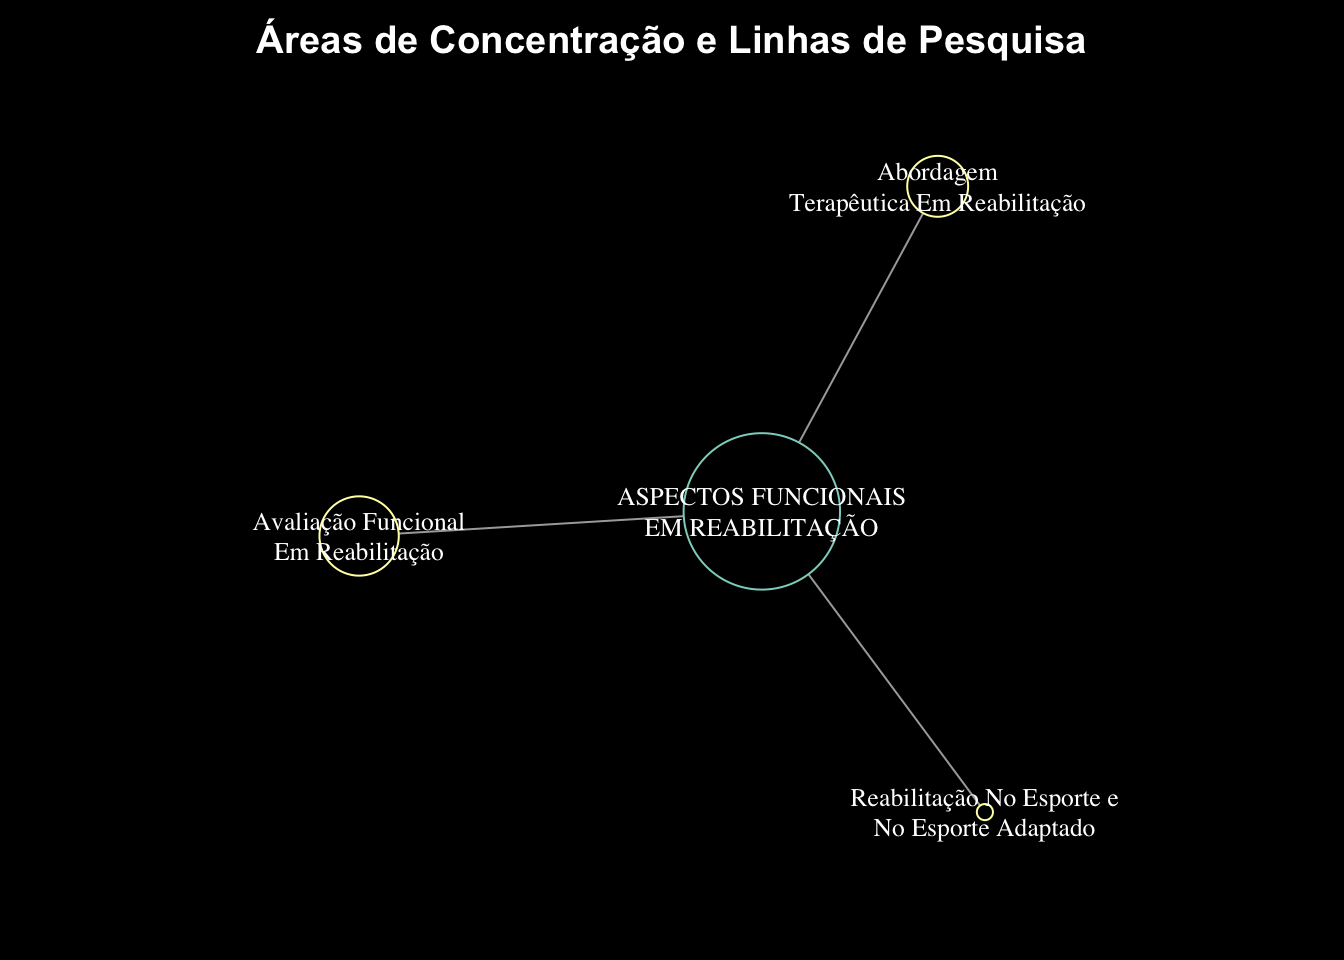 Áreas de Concentração e Linhas de Pesquisa
Abordagem
Terapêutica Em Reabilitação
ASPECTOS FUNCIONAIS
EM REABILITAÇÃO
Avaliação Funcional
Em Reabilitação
Reabilitação No Esporte e
No Esporte Adaptado